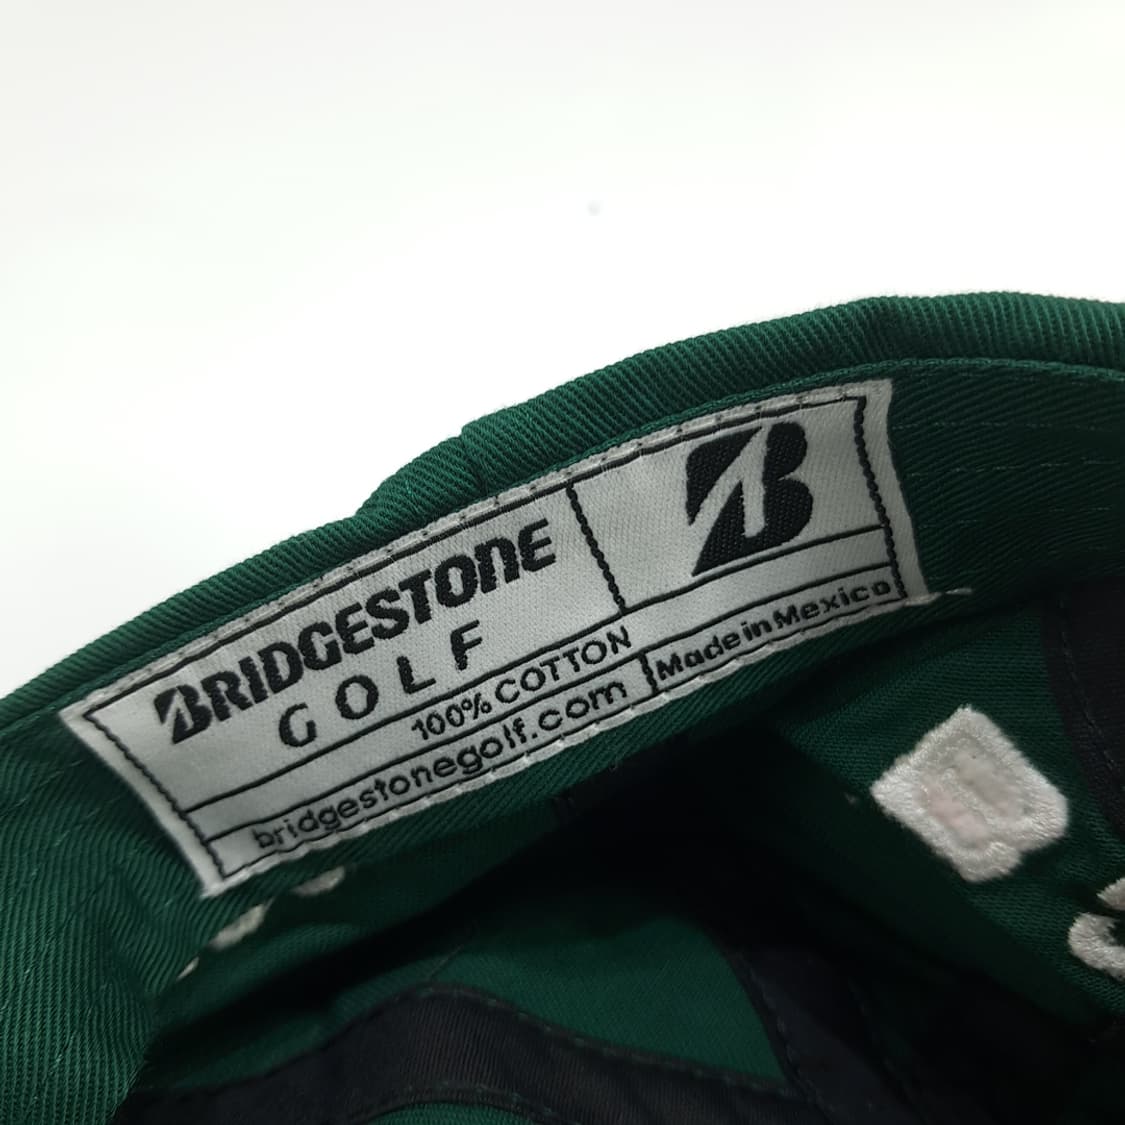 BRIDGESTONE
GOLF
B
100% COTTON
bridgestonegolf.com
Made in Mexico